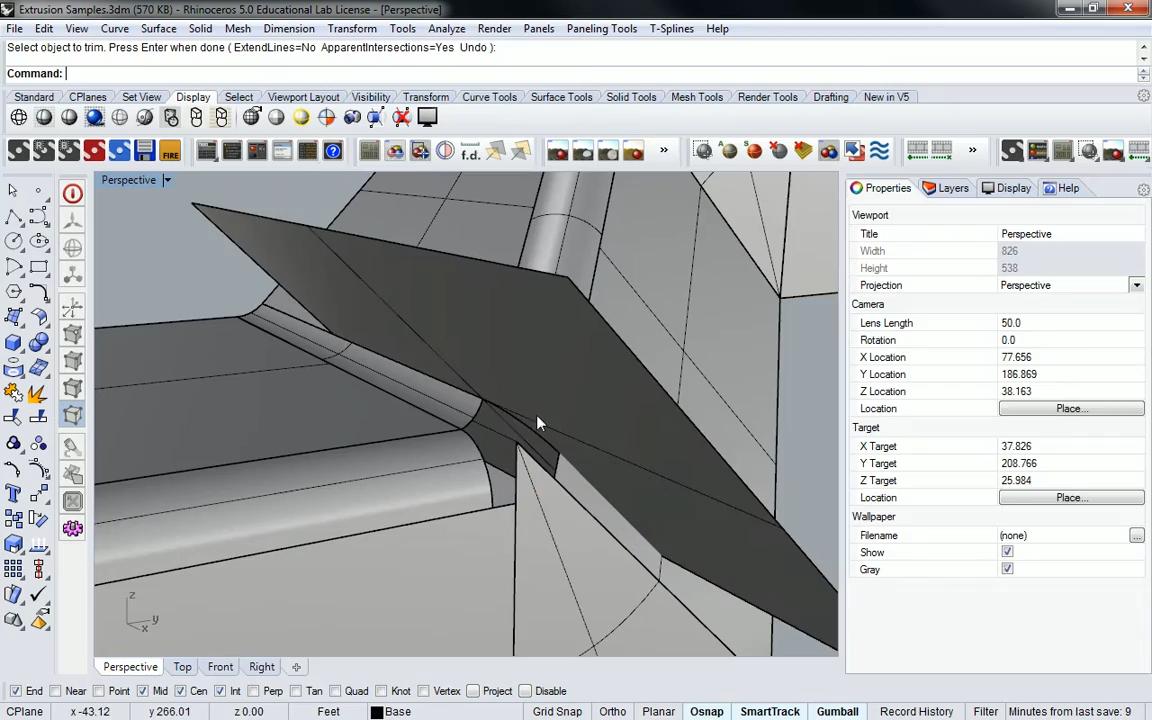 Extrusion Samples.3dm (570 KB) - Rhinoceros 5.0 Educational Lab License - [Perspective]
File Edit View Curve Surface Solid Mesh Dimension Transform Tools Analyze Render Panels Paneling Tools T-Splines Help
Select object to trim. Press Enter when done ( ExtendLines=No ApparentIntersections=Yes Undo ):
Command:
Standard CPlanes Set View Display Select Viewport Layout Visibility Transform Curve Tools Surface Tools Solid Tools Mesh Tools Render Tools Drafting New in V5
FIRE f.d. » »
Perspective
Properties Layers Display Help
Viewport
Title Perspective
Width 826
Height 538
Projection Perspective
Camera
Lens Length 50.0
Rotation 0.0
X Location 77.656
Y Location 186.869
Z Location 38.163
Location Place...
Target
X Target 37.826
Y Target 208.766
Z Target 25.984
Location Place...
Wallpaper
Filename (none) ...
Show
Gray
z
y
x
Perspective Top Front Right
End Near Point Mid Cen Int Perp Tan Quad Knot Vertex Project Disable
CPlane x -43.12 y 266.01 z 0.00 Feet Base Grid Snap Ortho Planar Osnap SmartTrack Gumball Record History Filter Minutes from last save: 9